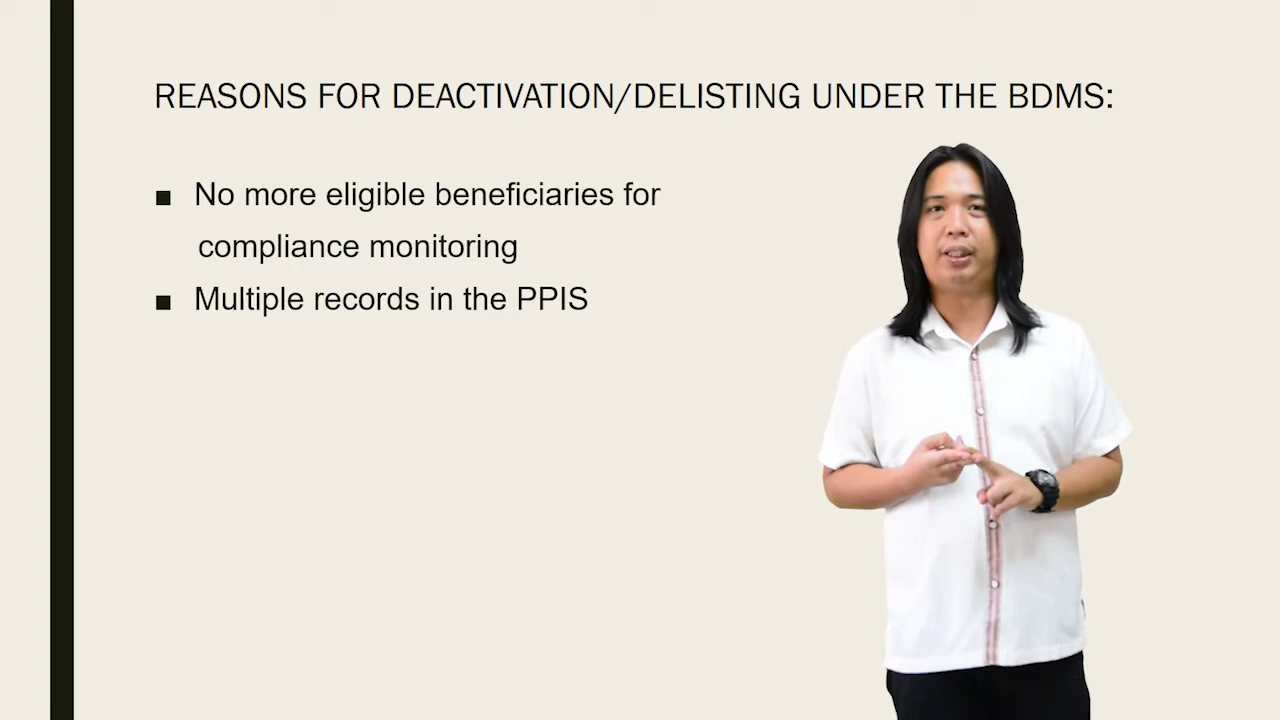 REASONS FOR DEACTIVATION/DELISTING UNDER THE BDMS:
■ No more eligible beneficiaries for
compliance monitoring
■ Multiple records in the PPIS